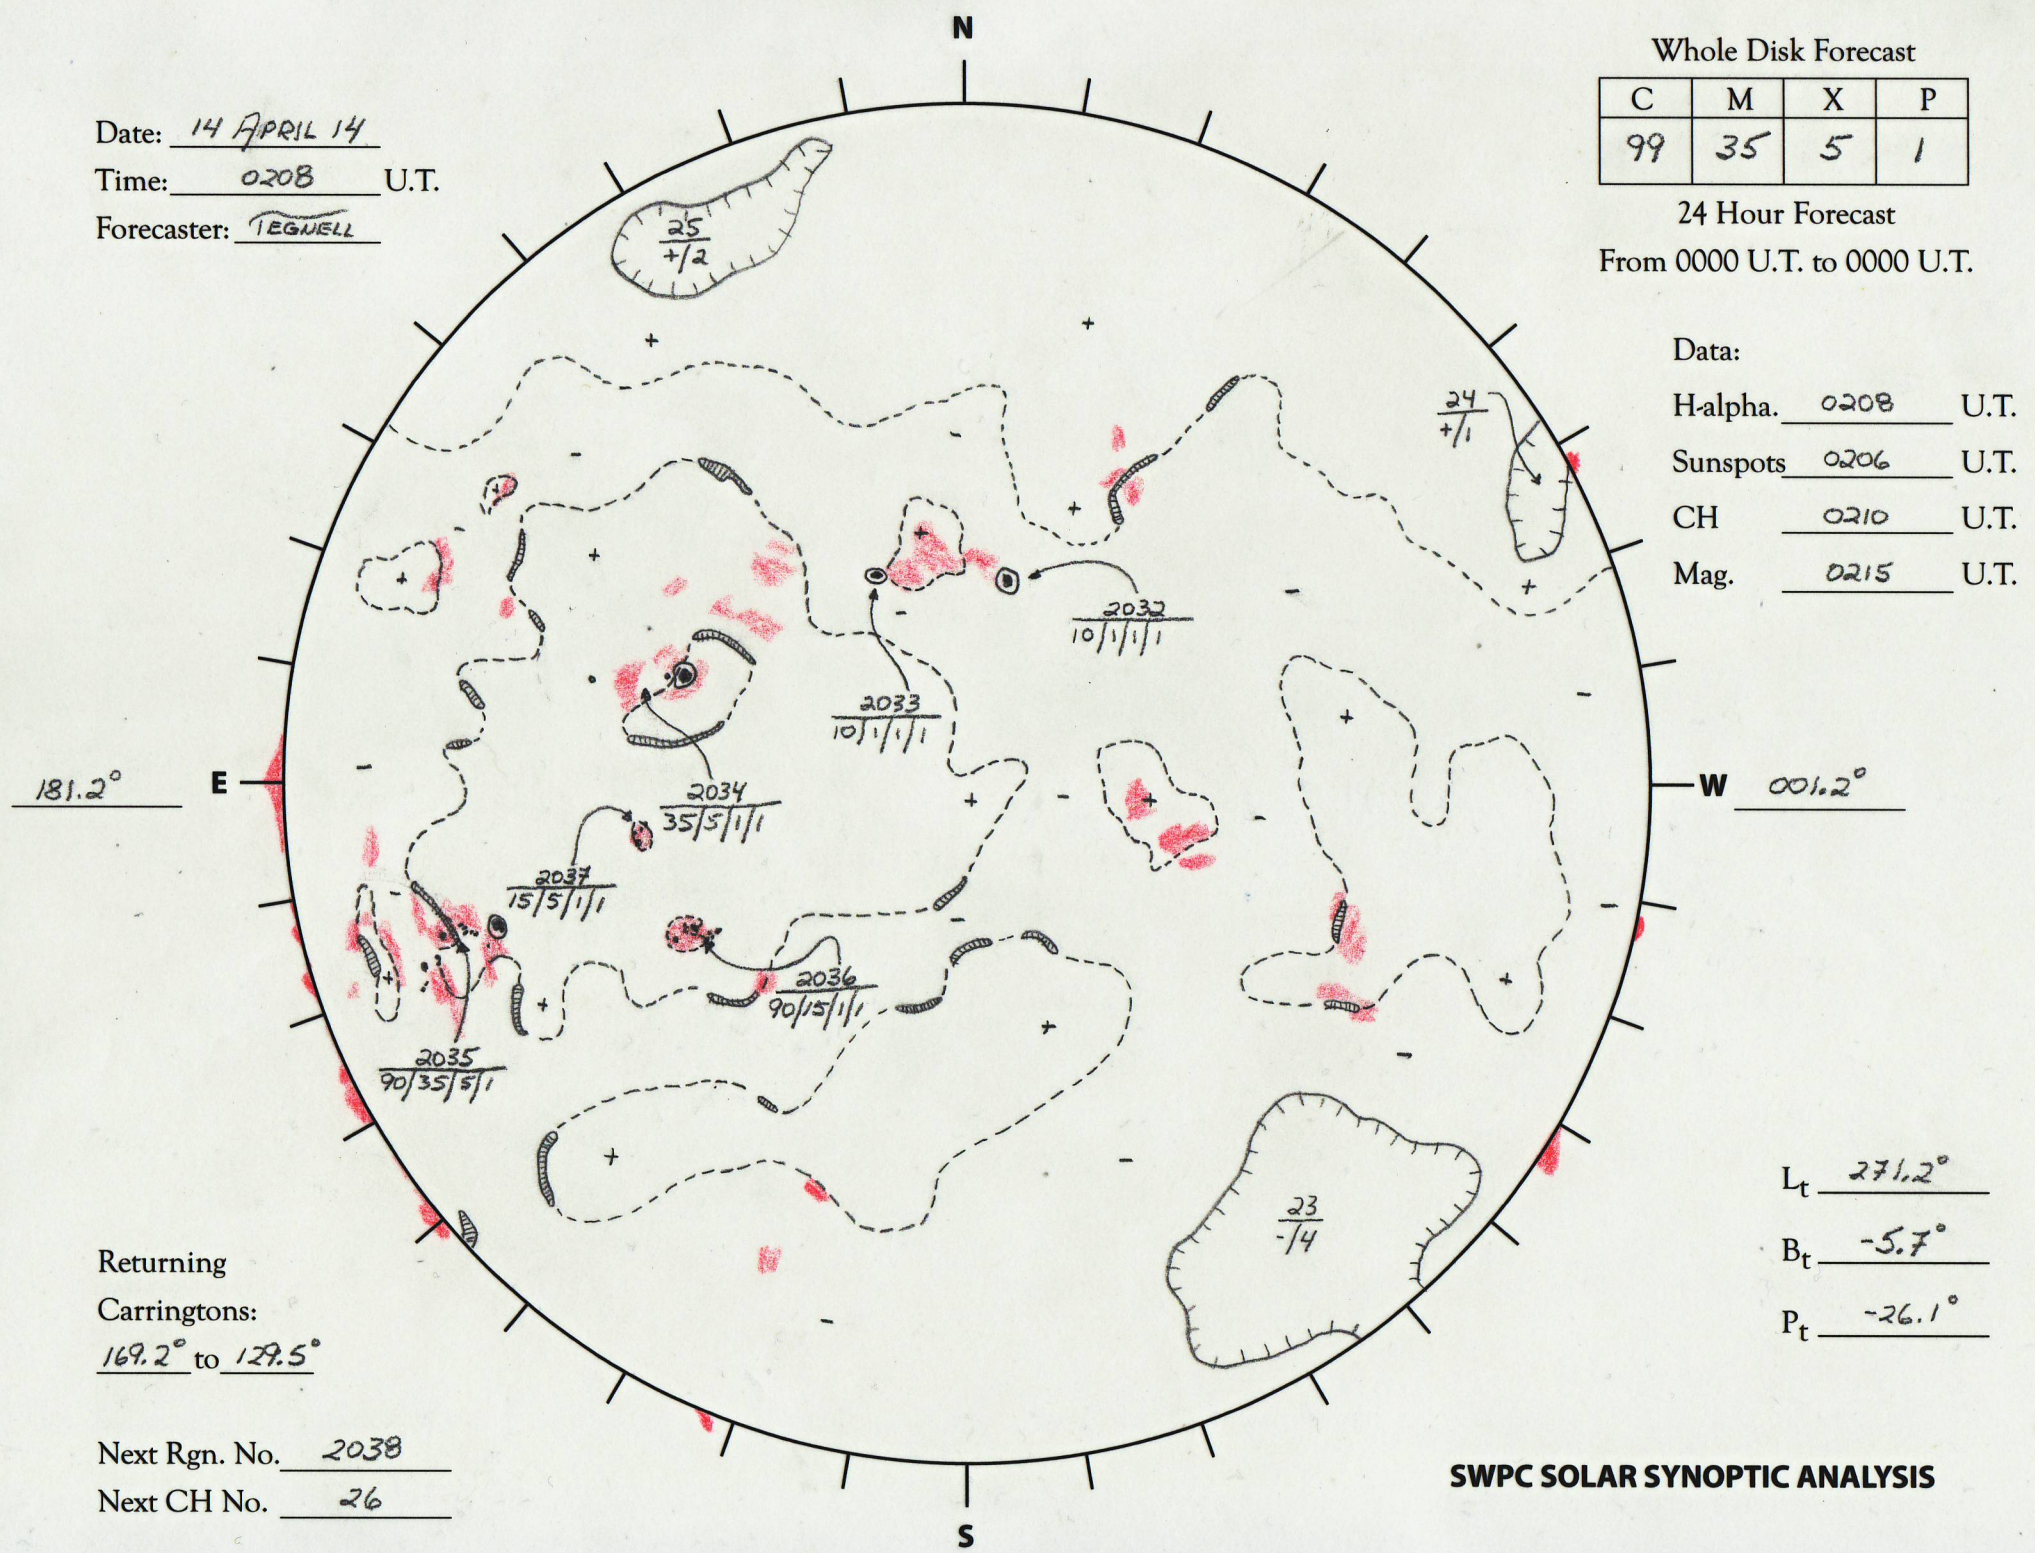 N
Whole Disk Forecast
C M X P
99 35 5 1
24 Hour Forecast
From 0000 U.T. to 0000 U.T.
Date: 14 APRIL 14
Time: 0208 U.T.
Forecaster: TEGNELL
25
+/2
Data:
H-alpha. 0208 U.T.
Sunspots 0206 U.T.
CH 0210 U.T.
Mag. 0215 U.T.
24
+/1
2032
10/1/1/1
2033
10/1/1/1
181.2° E
W 001.2°
2034
35/5/1/1
2037
15/5/1/1
2036
90/15/1/1
2035
90/35/5/1
23
-/4
Lt 271.2°
Bt -5.7°
Pt -26.1°
Returning
Carringtons:
169.2° to 129.5°
Next Rgn. No. 2038
Next CH No. 26
SWPC SOLAR SYNOPTIC ANALYSIS
S